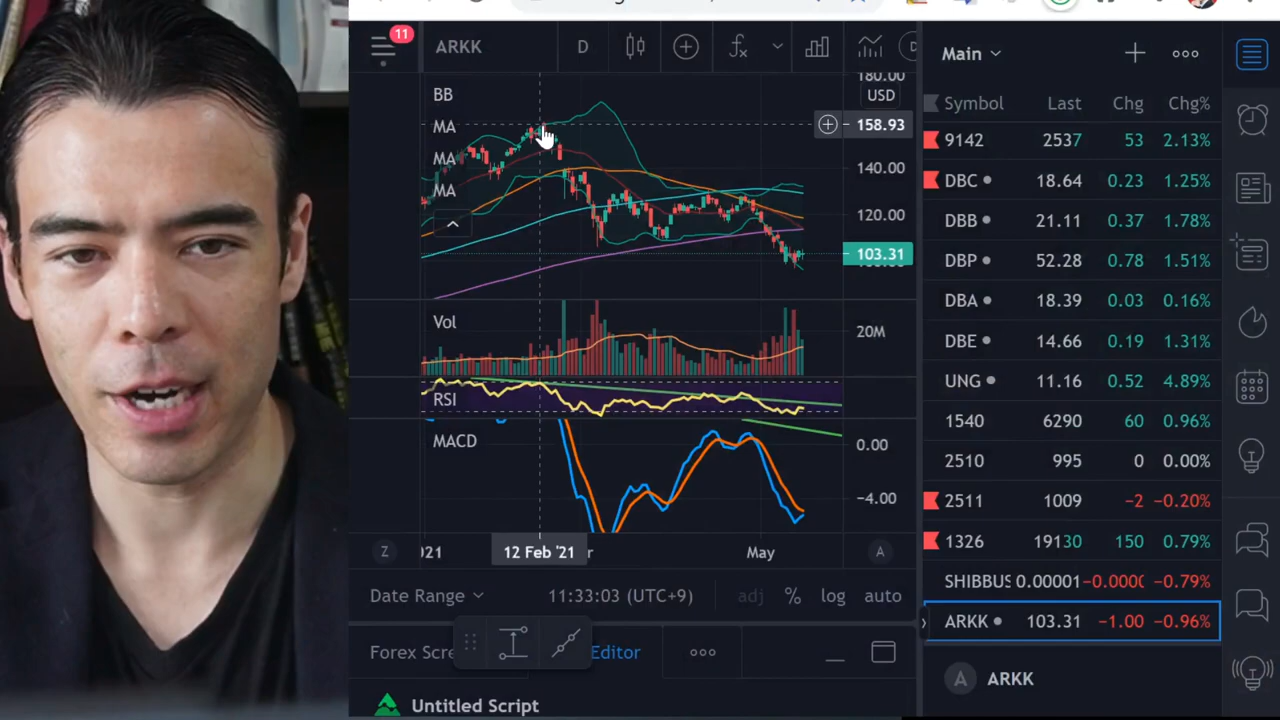 11
ARKK
D
BB
MA
MA
MA
180.00
USD
158.93
140.00
120.00
103.31
Vol
20M
RSI
MACD
0.00
-4.00
Z
12 Feb '21
May
A
Date Range
11:33:03 (UTC+9)
adj
%
log
auto
Forex Scre
Editor
Untitled Script
Main
Symbol Last Chg Chg%
9142 2537 53 2.13%
DBC 18.64 0.23 1.25%
DBB 21.11 0.37 1.78%
DBP 52.28 0.78 1.51%
DBA 18.39 0.03 0.16%
DBE 14.66 0.19 1.31%
UNG 11.16 0.52 4.89%
1540 6290 60 0.96%
2510 995 0 0.00%
2511 1009 -2 -0.20%
1326 19130 150 0.79%
SHIBBUS 0.00001 -0.000 -0.79%
ARKK 103.31 -1.00 -0.96%
A ARKK